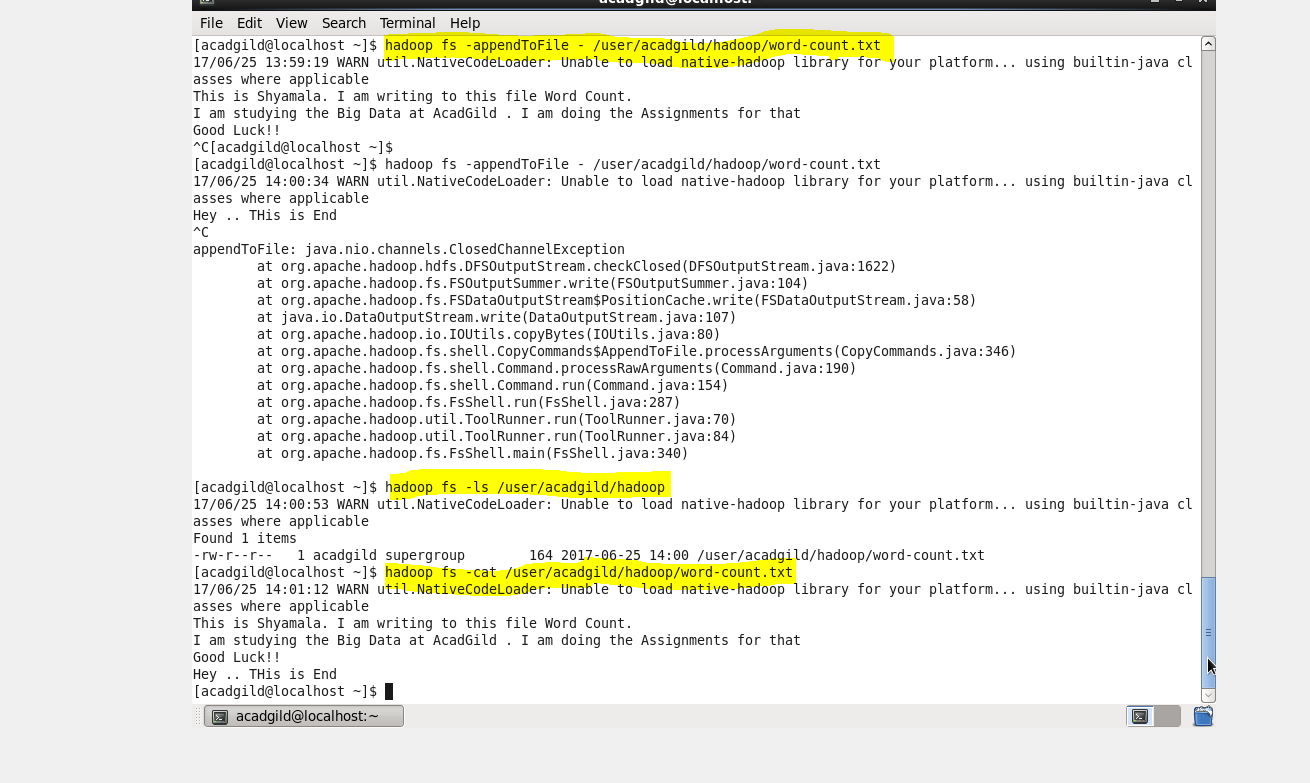 acadgild@localhost:
File Edit View Search Terminal Help
[acadgild@localhost ~]$ hadoop fs -appendToFile - /user/acadgild/hadoop/word-count.txt
17/06/25 13:59:19 WARN util.NativeCodeLoader: Unable to load native-hadoop library for your platform... using builtin-java cl
asses where applicable
This is Shyamala. I am writing to this file Word Count.
I am studying the Big Data at AcadGild . I am doing the Assignments for that
Good Luck!!
^C[acadgild@localhost ~]$
[acadgild@localhost ~]$ hadoop fs -appendToFile - /user/acadgild/hadoop/word-count.txt
17/06/25 14:00:34 WARN util.NativeCodeLoader: Unable to load native-hadoop library for your platform... using builtin-java cl
asses where applicable
Hey .. THis is End
^C
appendToFile: java.nio.channels.ClosedChannelException
at org.apache.hadoop.hdfs.DFSOutputStream.checkClosed(DFSOutputStream.java:1622)
at org.apache.hadoop.fs.FSOutputSummer.write(FSOutputSummer.java:104)
at org.apache.hadoop.fs.FSDataOutputStream$PositionCache.write(FSDataOutputStream.java:58)
at java.io.DataOutputStream.write(DataOutputStream.java:107)
at org.apache.hadoop.io.IOUtils.copyBytes(IOUtils.java:80)
at org.apache.hadoop.fs.shell.CopyCommands$AppendToFile.processArguments(CopyCommands.java:346)
at org.apache.hadoop.fs.shell.Command.processRawArguments(Command.java:190)
at org.apache.hadoop.fs.shell.Command.run(Command.java:154)
at org.apache.hadoop.fs.FsShell.run(FsShell.java:287)
at org.apache.hadoop.util.ToolRunner.run(ToolRunner.java:70)
at org.apache.hadoop.util.ToolRunner.run(ToolRunner.java:84)
at org.apache.hadoop.fs.FsShell.main(FsShell.java:340)
[acadgild@localhost ~]$ hadoop fs -ls /user/acadgild/hadoop
17/06/25 14:00:53 WARN util.NativeCodeLoader: Unable to load native-hadoop library for your platform... using builtin-java cl
asses where applicable
Found 1 items
-rw-r--r--   1 acadgild supergroup        164 2017-06-25 14:00 /user/acadgild/hadoop/word-count.txt
[acadgild@localhost ~]$ hadoop fs -cat /user/acadgild/hadoop/word-count.txt
17/06/25 14:01:12 WARN util.NativeCodeLoader: Unable to load native-hadoop library for your platform... using builtin-java cl
asses where applicable
This is Shyamala. I am writing to this file Word Count.
I am studying the Big Data at AcadGild . I am doing the Assignments for that
Good Luck!!
Hey .. THis is End
[acadgild@localhost ~]$
acadgild@localhost:~